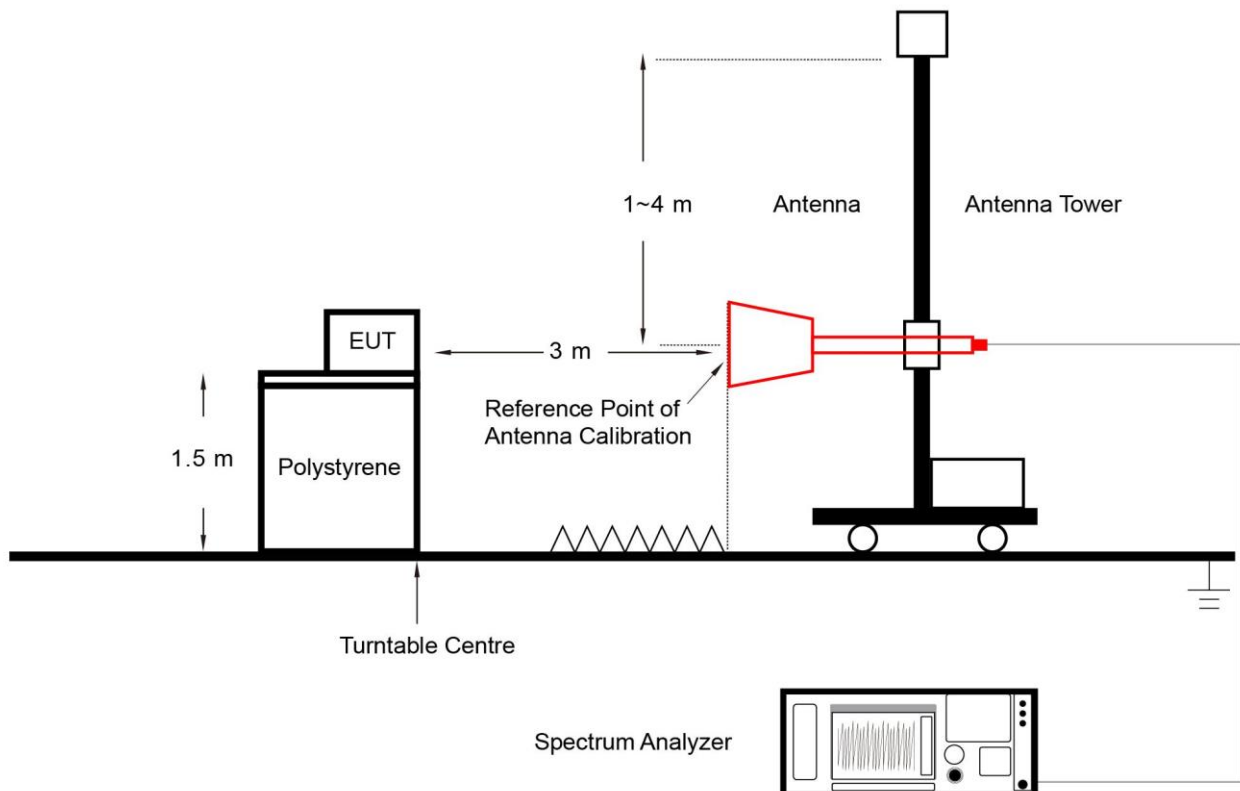 1~4 m
Antenna
Antenna Tower
EUT
3 m
Reference Point of
Antenna Calibration
1.5 m
Polystyrene
Turntable Centre
Spectrum Analyzer